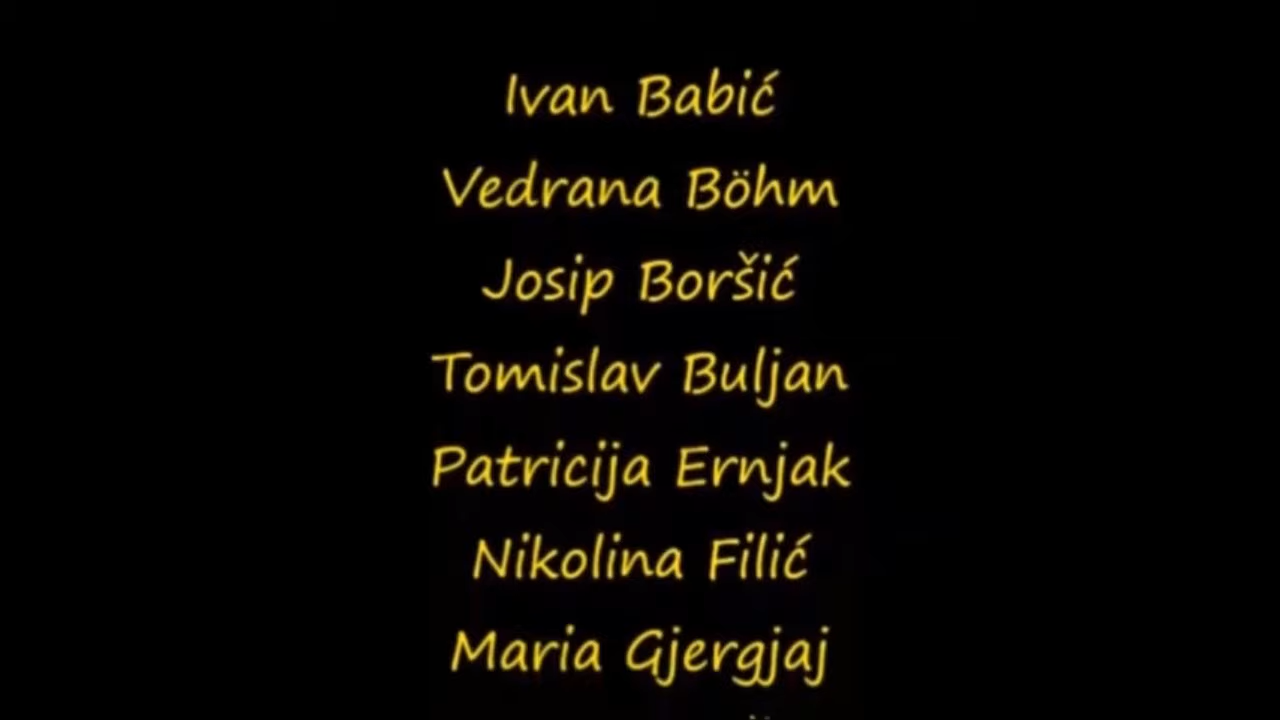 Ivan Babić
Vedrana Böhm
Josip Boršić
Tomislav Buljan
Patricija Ernjak
Nikolina Filić
Maria Gjergjaj